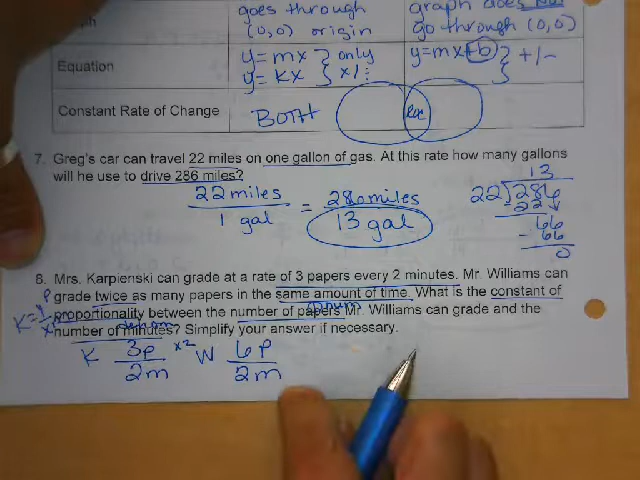 goes through
(0,0) origin
graph does
go through (0,0)
Equation
y=mx } only
y=kx } x/÷
y=mx+b } +/-
Constant Rate of Change
BOTH
ROC
7. Greg's car can travel 22 miles on one gallon of gas. At this rate how many gallons
will he use to drive 286 miles?
22 miles / 1 gal = 286 miles / 13 gal
13
22)286
-22↓
66
-66
0
8. Mrs. Karpienski can grade at a rate of 3 papers every 2 minutes. Mr. Williams can
grade twice as many papers in the same amount of time. What is the constant of
proportionality between the number of papers Mr. Williams can grade and the
number of minutes? Simplify your answer if necessary.
K=y/x
P
denom
K 3p/2m x2 W 6p/2m